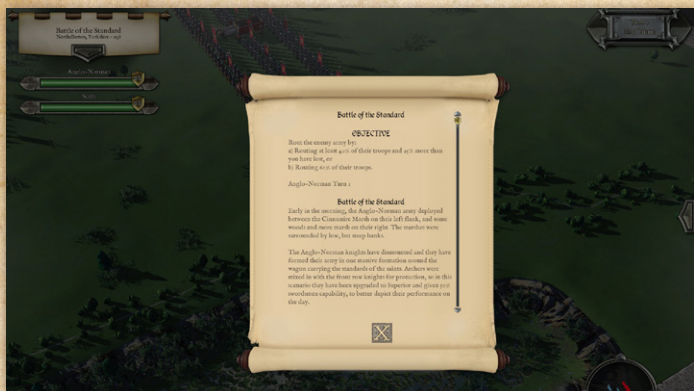 Battle of the Standard
Northallerton, Yorkshire - 1138
Anglo-Norman
Scots
Turn 1
Battle of the Standard
OBJECTIVE
Rout the enemy army by:
a) Routing at least 40% of their troops and 25% more than
you have lost, or
b) Routing 60% of their troops.
Anglo-Norman Turn 1
Battle of the Standard
Early in the morning, the Anglo-Norman army deployed
between the Marsh on their left flank, and some
woods and more marsh on their right. The marshes were
surrounded by low, but steep banks.
The Anglo-Norman knights have dismounted and they have
formed their army in one massive formation around the
wagon carrying the standards of the saints. Archers were
mixed in with the front row knights for protection, so in this
scenario they have been upgraded to Superior and given 50%
swordsmen capability, to better depict their performance on
the day.
X